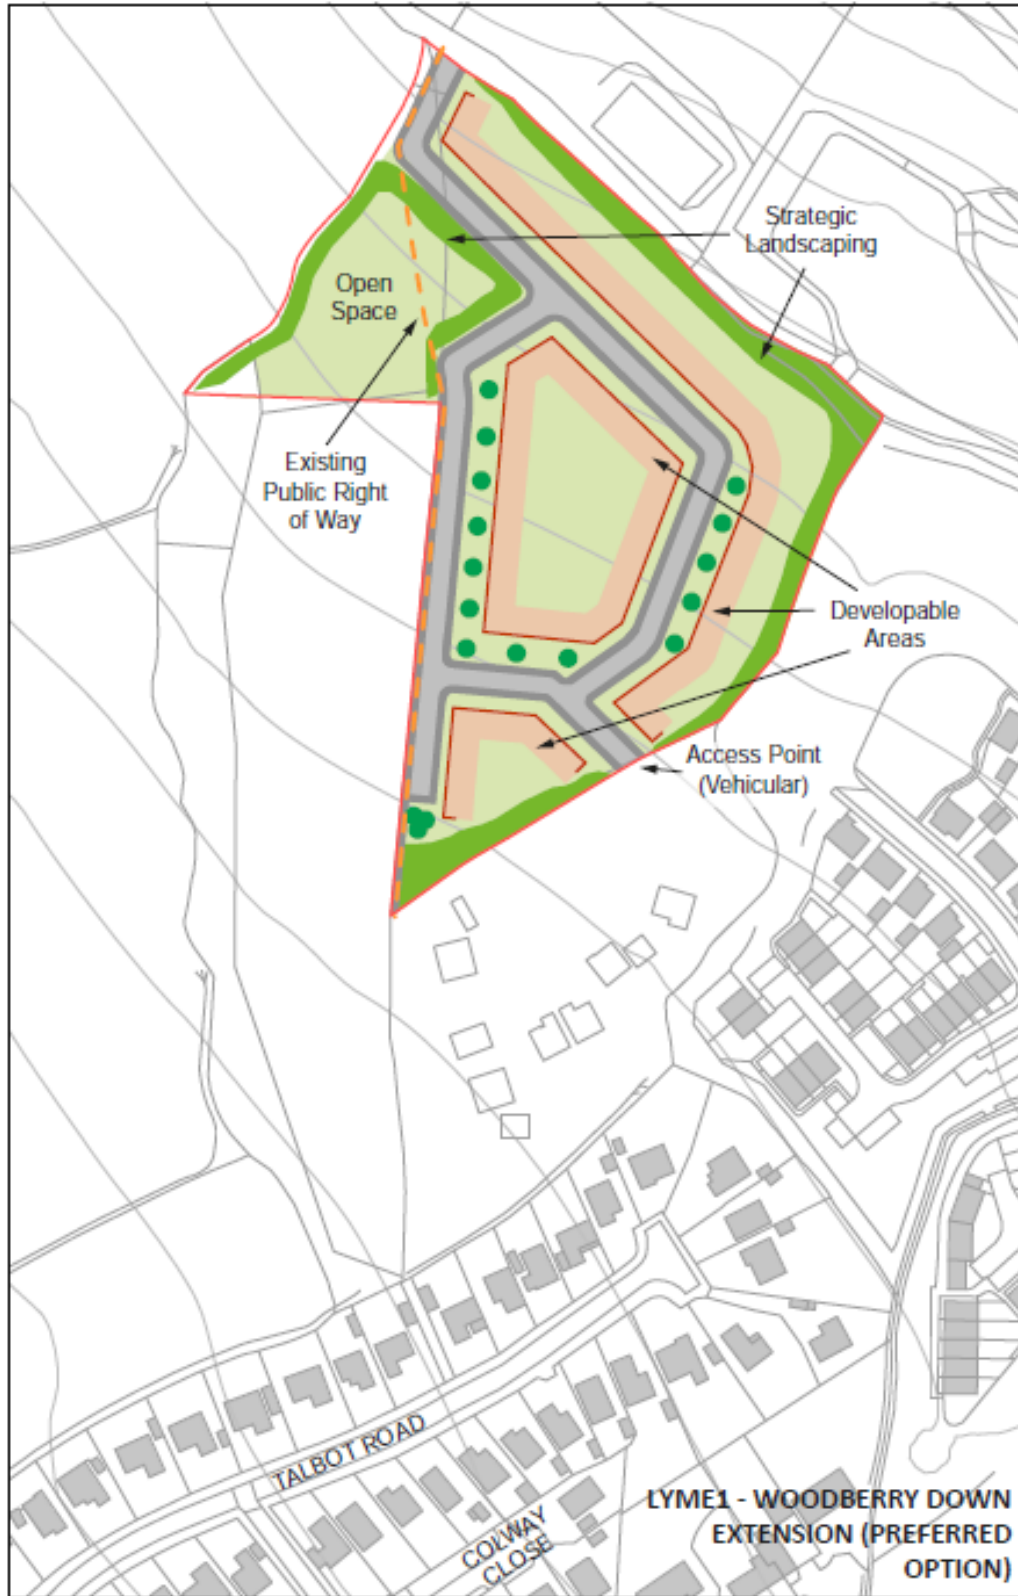 Strategic
Landscaping
Open
Space
Existing
Public Right
of Way
Developable
Areas
Access Point
(Vehicular)
TALBOT ROAD
COLWAY
CLOSE
LYME1 - WOODBERRY DOWN
EXTENSION (PREFERRED
OPTION)